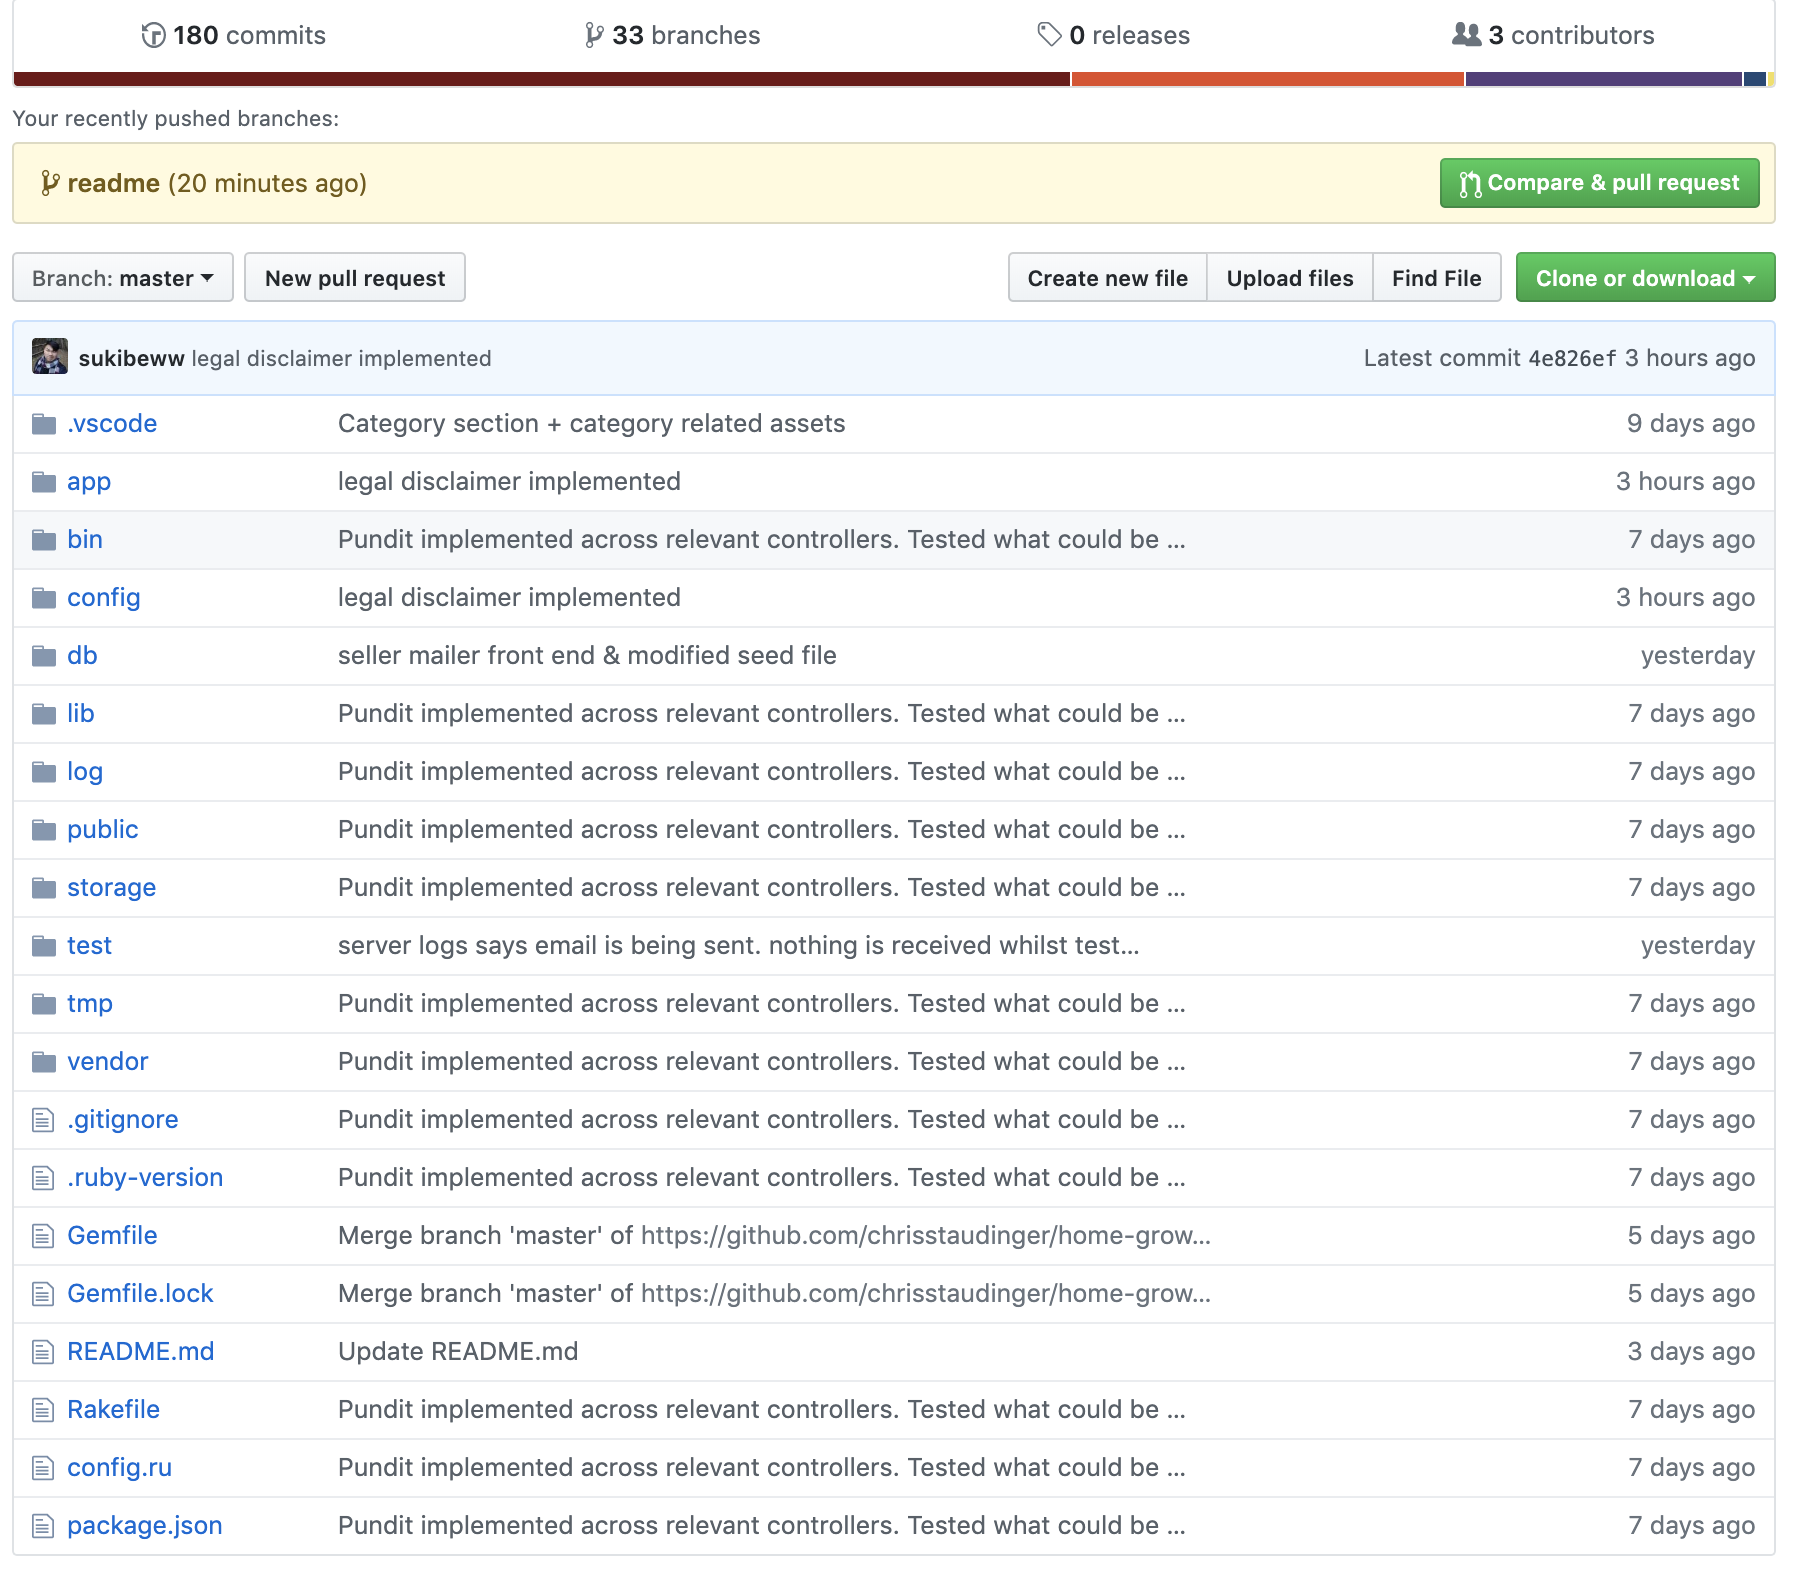 180 commits 33 branches 0 releases 3 contributors
Your recently pushed branches:
readme (20 minutes ago) Compare & pull request
Branch: master New pull request Create new file Upload files Find File Clone or download
sukibeww legal disclaimer implemented Latest commit 4e826ef 3 hours ago
.vscode Category section + category related assets 9 days ago
app legal disclaimer implemented 3 hours ago
bin Pundit implemented across relevant controllers. Tested what could be ... 7 days ago
config legal disclaimer implemented 3 hours ago
db seller mailer front end & modified seed file yesterday
lib Pundit implemented across relevant controllers. Tested what could be ... 7 days ago
log Pundit implemented across relevant controllers. Tested what could be ... 7 days ago
public Pundit implemented across relevant controllers. Tested what could be ... 7 days ago
storage Pundit implemented across relevant controllers. Tested what could be ... 7 days ago
test server logs says email is being sent. nothing is received whilst test... yesterday
tmp Pundit implemented across relevant controllers. Tested what could be ... 7 days ago
vendor Pundit implemented across relevant controllers. Tested what could be ... 7 days ago
.gitignore Pundit implemented across relevant controllers. Tested what could be ... 7 days ago
.ruby-version Pundit implemented across relevant controllers. Tested what could be ... 7 days ago
Gemfile Merge branch 'master' of https://github.com/chrisstaudinger/home-grow... 5 days ago
Gemfile.lock Merge branch 'master' of https://github.com/chrisstaudinger/home-grow... 5 days ago
README.md Update README.md 3 days ago
Rakefile Pundit implemented across relevant controllers. Tested what could be ... 7 days ago
config.ru Pundit implemented across relevant controllers. Tested what could be ... 7 days ago
package.json Pundit implemented across relevant controllers. Tested what could be ... 7 days ago